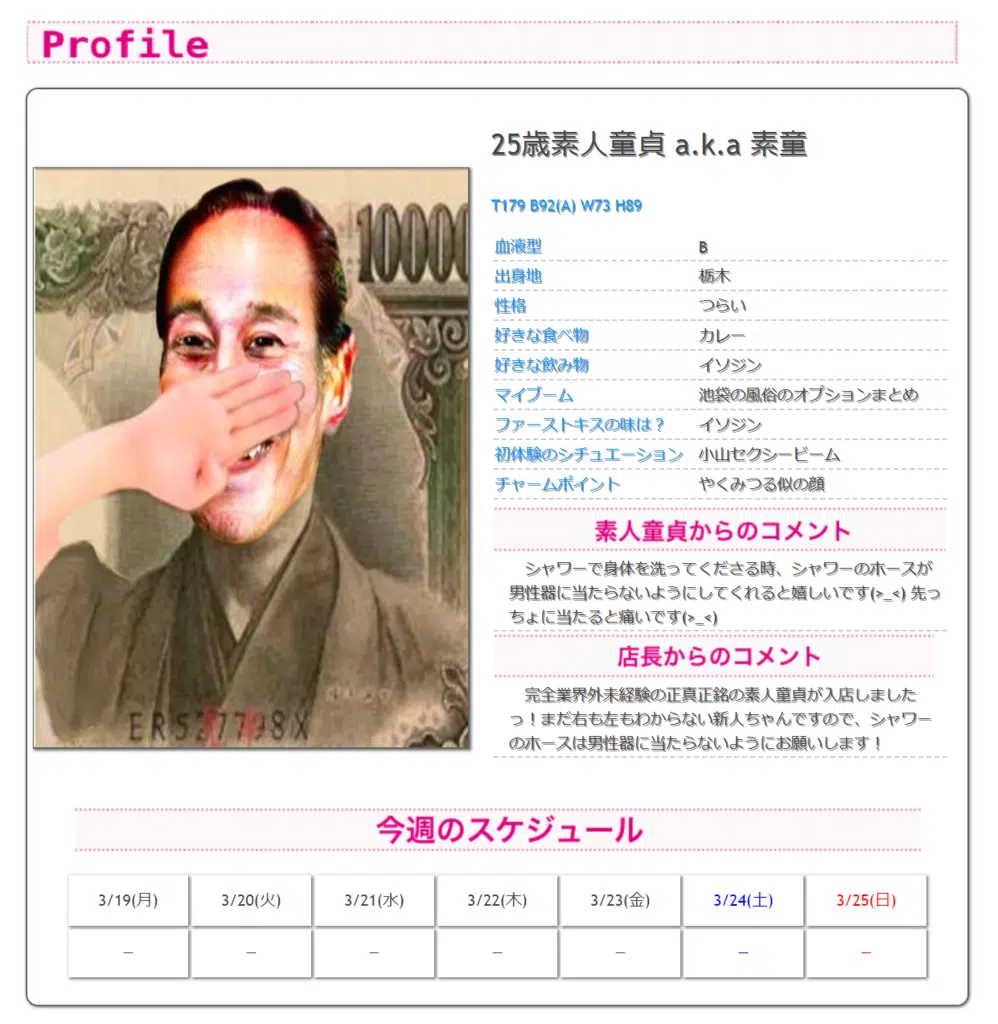 Profile
25歳素人童貞 a.k.a 素童
T179 B92(A) W73 H89
血液型 B
出身地 栃木
性格 つらい
好きな食べ物 カレー
好きな飲み物 イソジン
マイブーム 池袋の風俗のオプションまとめ
ファーストキスの味は？ イソジン
初体験のシチュエーション 小山セクシービーム
チャームポイント やくみつる似の顔
素人童貞からのコメント
シャワーで身体を洗ってくださる時、シャワーのホースが
男性器に当たらないようにしてくれると嬉しいです(>_<) 先っ
ちょに当たると痛いです(>_<)
店長からのコメント
完全業界外未経験の正真正銘の素人童貞が入店しました
っ！まだ右も左もわからない新人ちゃんですので、シャワー
のホースは男性器に当たらないようにお願いします！
10000
今週のスケジュール
3/19(月) 3/20(火) 3/21(水) 3/22(木) 3/23(金) 3/24(土) 3/25(日)
– – – – – – –